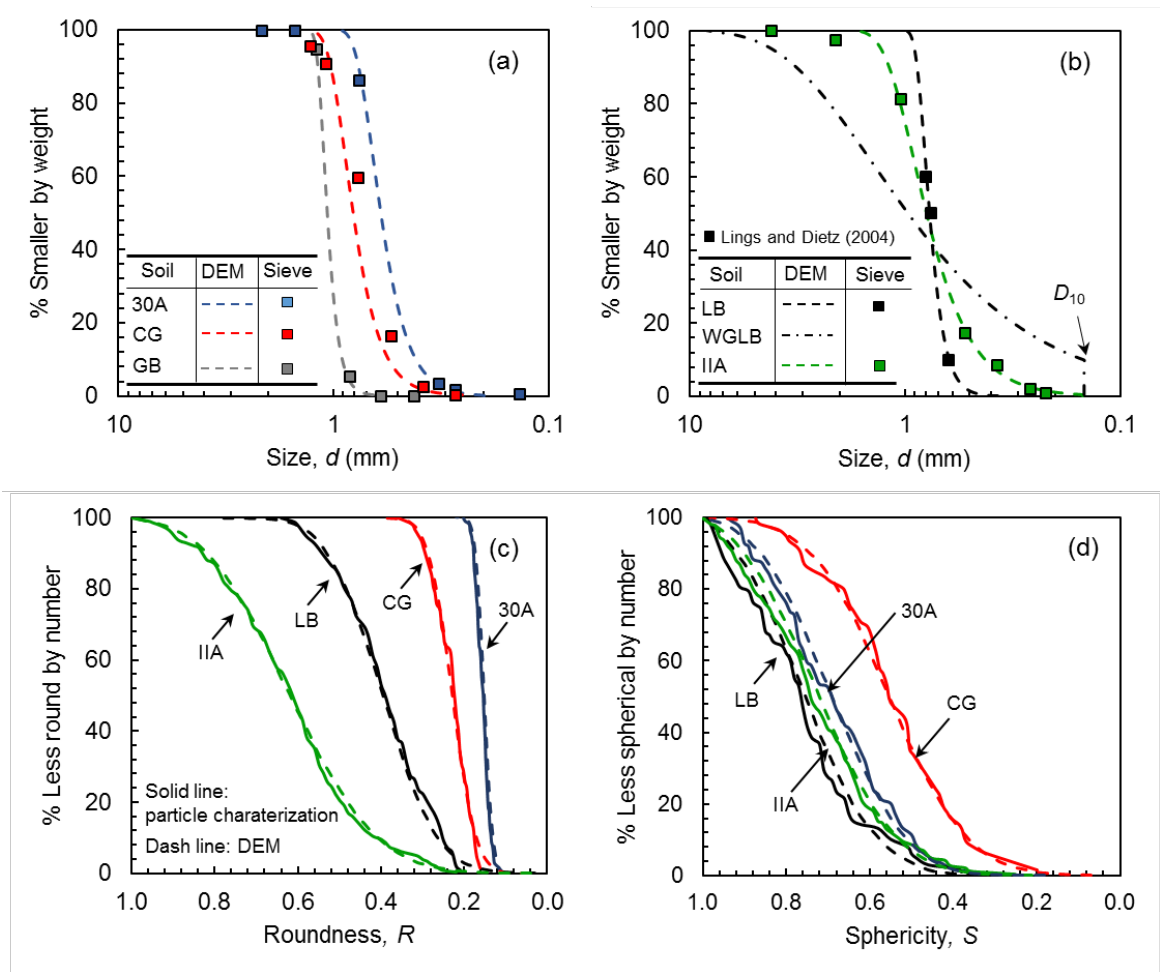 100
80
60
40
20
0
% Smaller by weight
(a)
Soil DEM Sieve
30A
CG
GB
10 1 0.1
Size, d (mm)
100
80
60
40
20
0
% Smaller by weight
(b)
Lings and Dietz (2004)
Soil DEM Sieve
LB
WGLB
IIA
D10
10 1 0.1
Size, d (mm)
100
80
60
40
20
0
% Less round by number
(c)
CG
30A
LB
IIA
Solid line:
particle charaterization
Dash line: DEM
1.0 0.8 0.6 0.4 0.2 0.0
Roundness, R
100
80
60
40
20
0
% Less spherical by number
(d)
30A
LB
CG
IIA
1.0 0.8 0.6 0.4 0.2 0.0
Sphericity, S